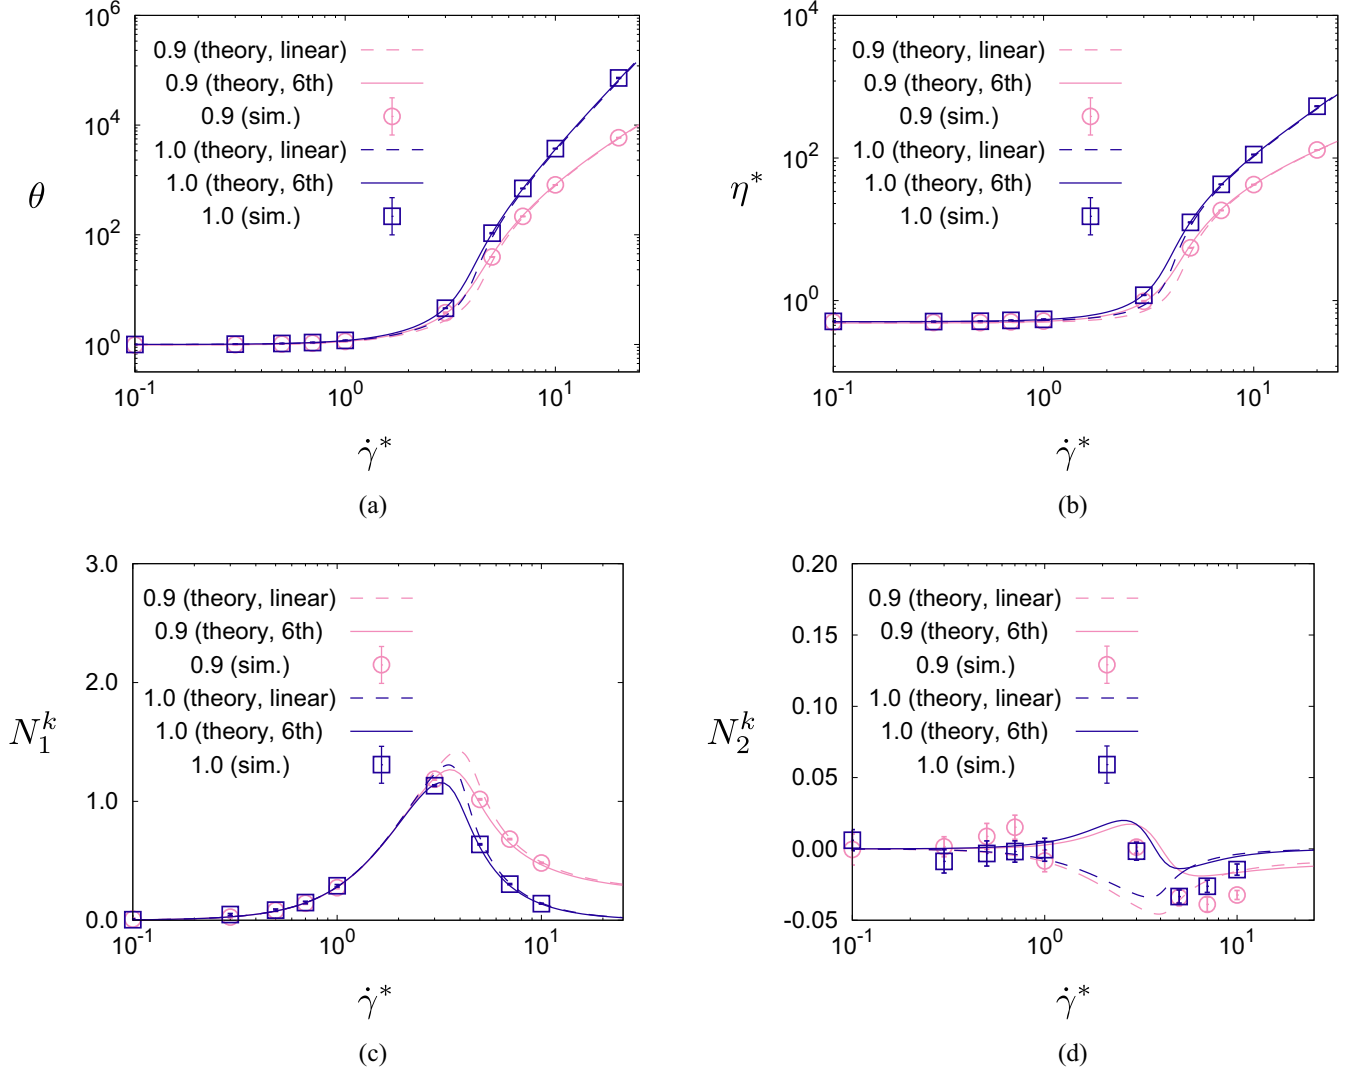 10^6
10^4
10^2
10^0
θ
0.9 (theory, linear)
0.9 (theory, 6th)
0.9 (sim.)
1.0 (theory, linear)
1.0 (theory, 6th)
1.0 (sim.)
10^-1 10^0 10^1
γ̇*
(a)
10^4
10^2
10^0
η*
0.9 (theory, linear)
0.9 (theory, 6th)
0.9 (sim.)
1.0 (theory, linear)
1.0 (theory, 6th)
1.0 (sim.)
10^-1 10^0 10^1
γ̇*
(b)
3.0
2.0
1.0
0.0
N_1^k
0.9 (theory, linear)
0.9 (theory, 6th)
0.9 (sim.)
1.0 (theory, linear)
1.0 (theory, 6th)
1.0 (sim.)
10^-1 10^0 10^1
γ̇*
(c)
0.20
0.15
0.10
0.05
0.00
-0.05
N_2^k
0.9 (theory, linear)
0.9 (theory, 6th)
0.9 (sim.)
1.0 (theory, linear)
1.0 (theory, 6th)
1.0 (sim.)
10^-1 10^0 10^1
γ̇*
(d)